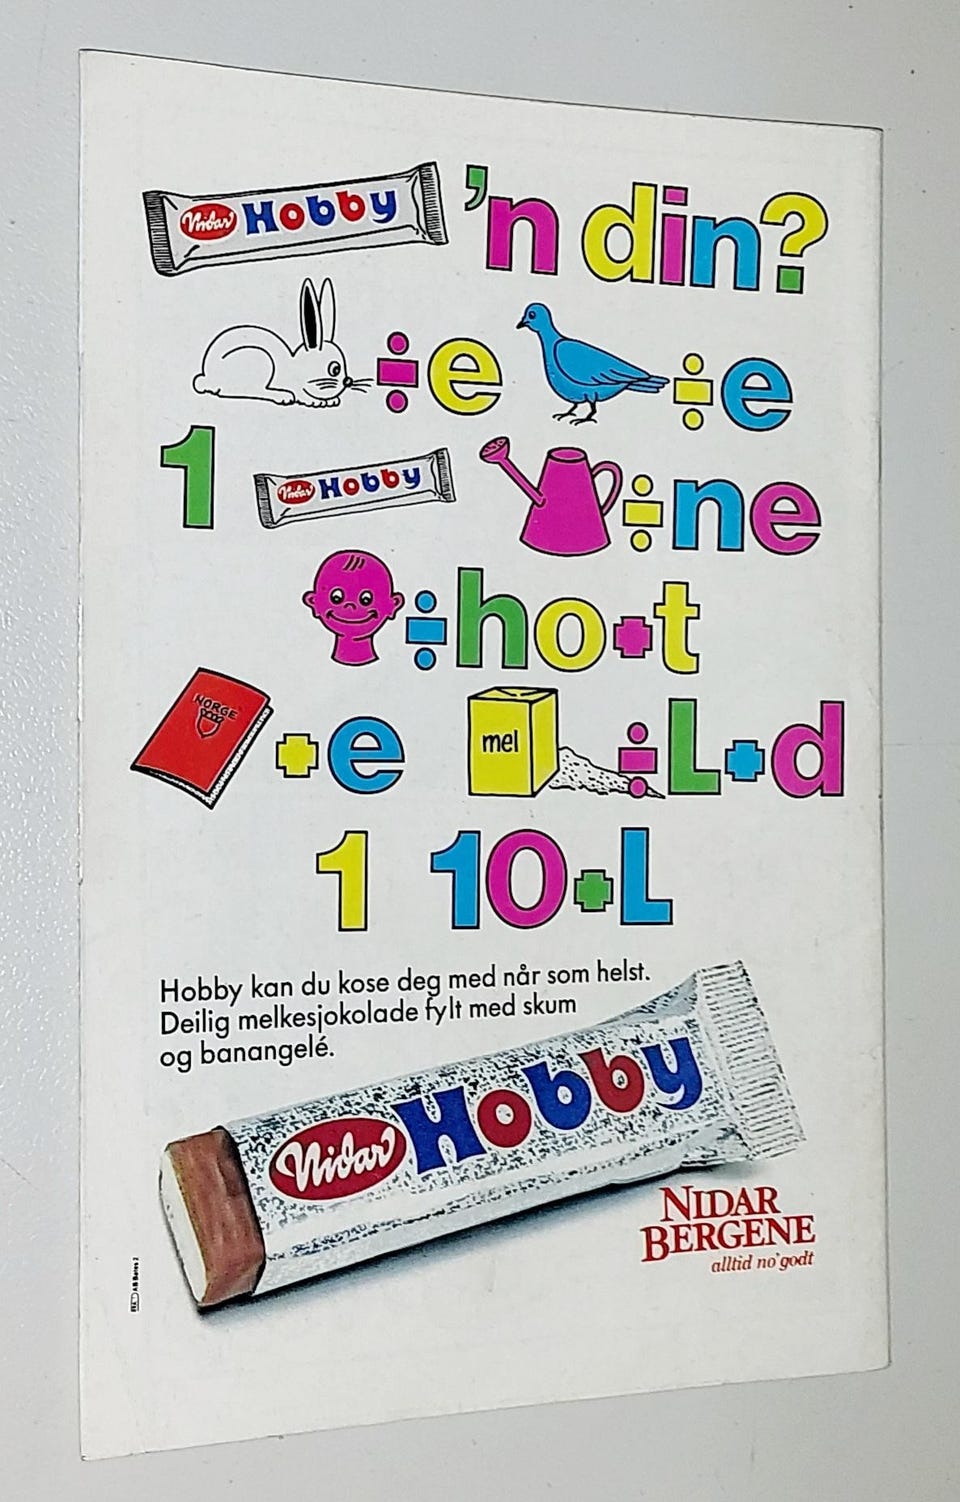 Nidar Hobby 'n din?
÷e ÷e
1 Nidar Hobby ÷ne
÷ho+t
NORGE +e mel ÷L+d
1 10+L
Hobby kan du kose deg med når som helst.
Deilig melkesjokolade fylt med skum
og banangelé.
Nidar Hobby
NIDAR
BERGENE
alltid no'godt